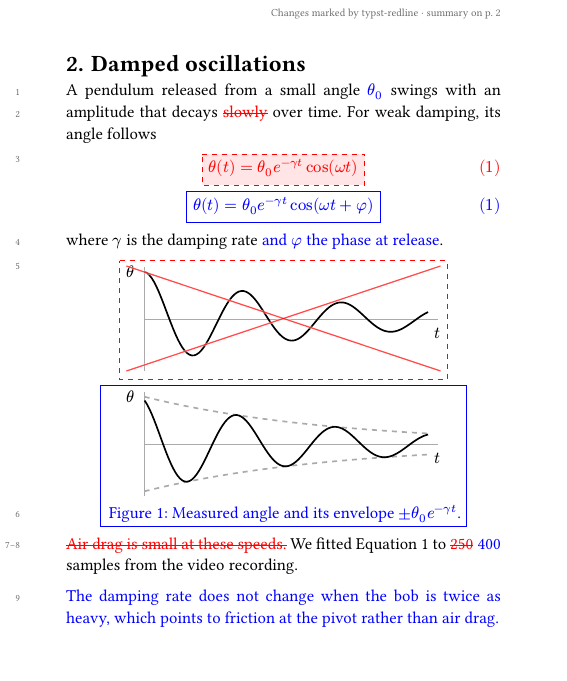 Changes marked by typst-redline · summary on p. 2
2. Damped oscillations
1 A pendulum released from a small angle θ₀ swings with an
2 amplitude that decays slowly over time. For weak damping, its
angle follows
3 θ(t) = θ₀e^{−γt} cos(ωt) (1)
θ(t) = θ₀e^{−γt} cos(ωt + φ) (1)
4 where γ is the damping rate and φ the phase at release.
5 θ
t
θ
t
6 Figure 1: Measured angle and its envelope ±θ₀e^{−γt}.
7–8 Air drag is small at these speeds. We fitted Equation 1 to 250 400
samples from the video recording.
9 The damping rate does not change when the bob is twice as
heavy, which points to friction at the pivot rather than air drag.